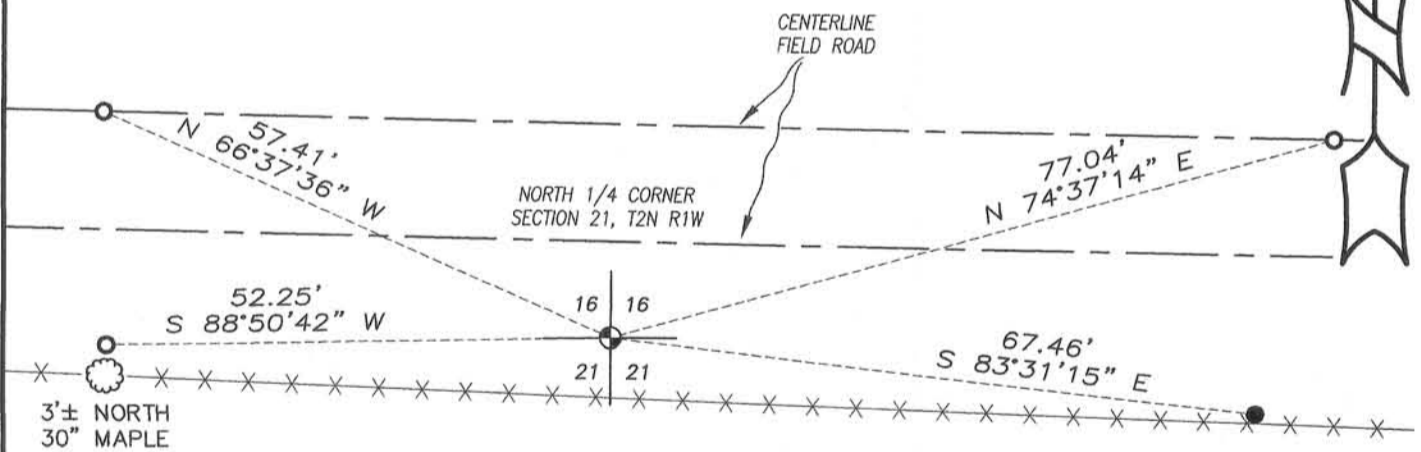 CENTERLINE
FIELD ROAD
57.41'
N 66°37'36" W
77.04'
N 74°37'14" E
NORTH 1/4 CORNER
SECTION 21, T2N R1W
52.25'
S 88°50'42" W
16 16
21 21
67.46'
S 83°31'15" E
3'± NORTH
30" MAPLE